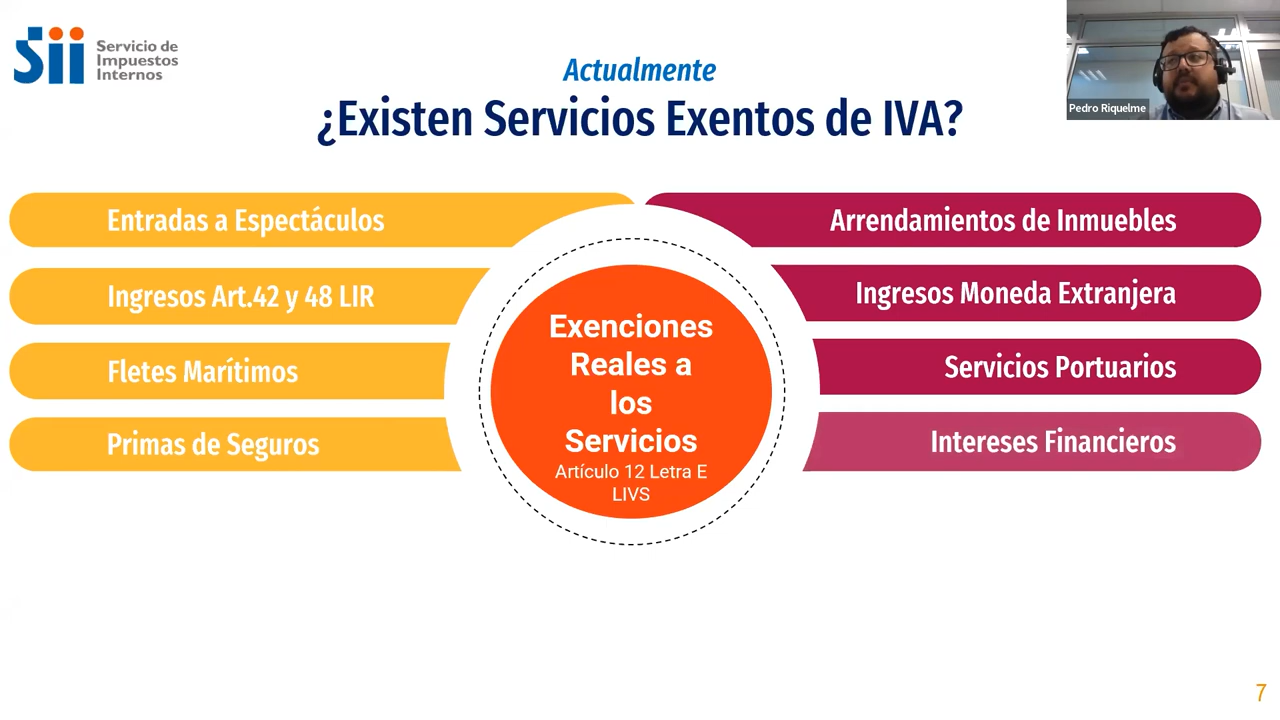 Sii
Servicio de
Impuestos
Internos
Actualmente
¿Existen Servicios Exentos de IVA?
Pedro Riquelme
Entradas a Espectáculos
Ingresos Art.42 y 48 LIR
Fletes Marítimos
Primas de Seguros
Exenciones
Reales a
los
Servicios
Artículo 12 Letra E
LIVS
Arrendamientos de Inmuebles
Ingresos Moneda Extranjera
Servicios Portuarios
Intereses Financieros
7